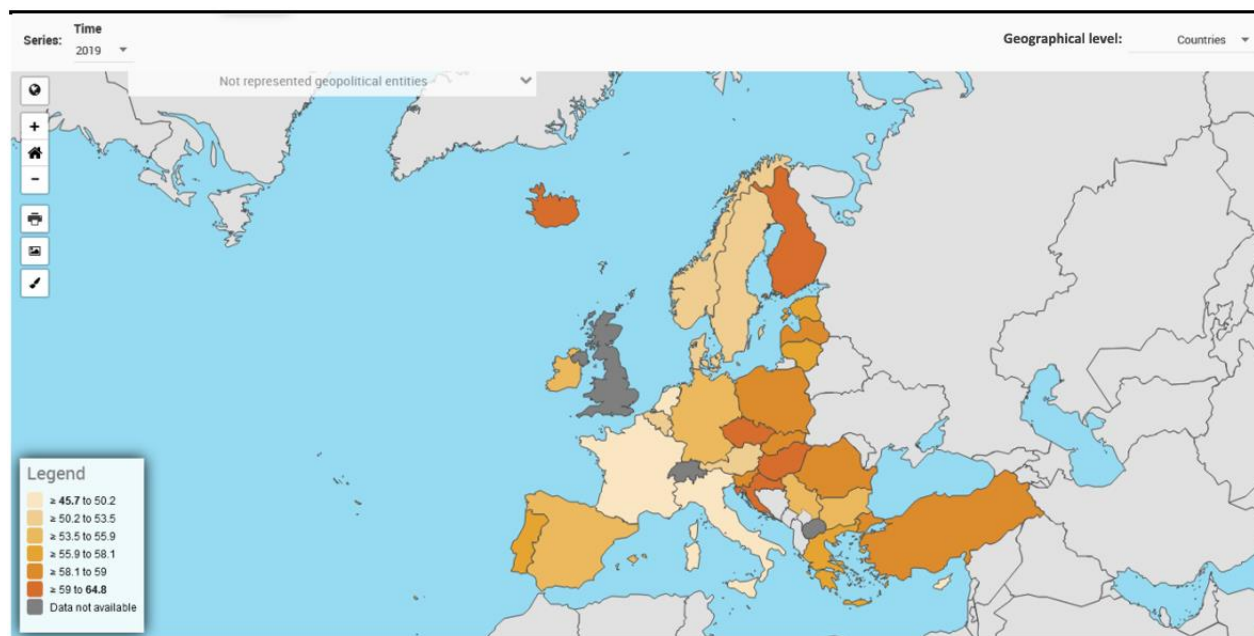 Time
Series:
2019
Geographical level:
Countries
Not represented geopolitical entities
Legend
≥ 45.7 to 50.2
≥ 50.2 to 53.5
≥ 53.5 to 55.9
≥ 55.9 to 58.1
≥ 58.1 to 59
≥ 59 to 64.8
Data not available